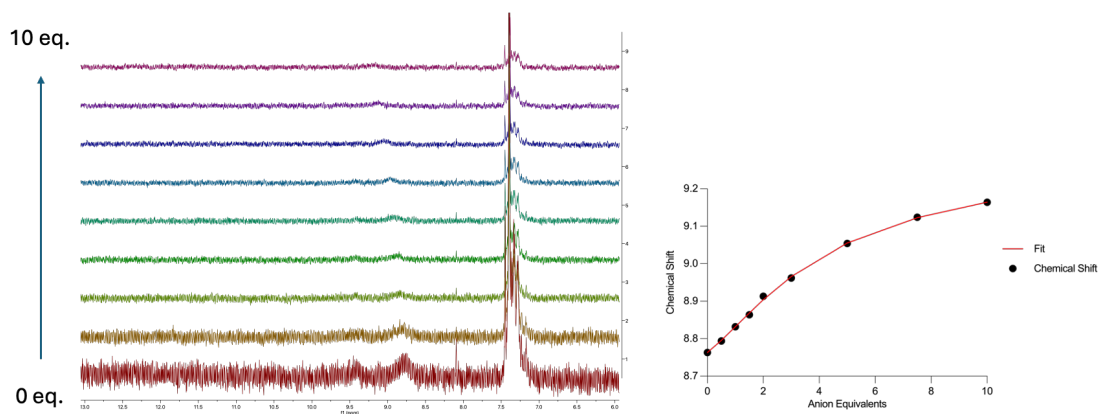 10 eq.
0 eq.
9
8
7
6
5
4
3
2
1
13.0 12.5 12.0 11.5 11.0 10.5 10.0 9.5 9.0 8.5 8.0 7.5 7.0 6.5 6.0
f1 (ppm)
9.2
9.1
9.0
8.9
8.8
8.7
Chemical Shift
0 2 4 6 8 10
Anion Equivalents
Fit
Chemical Shift